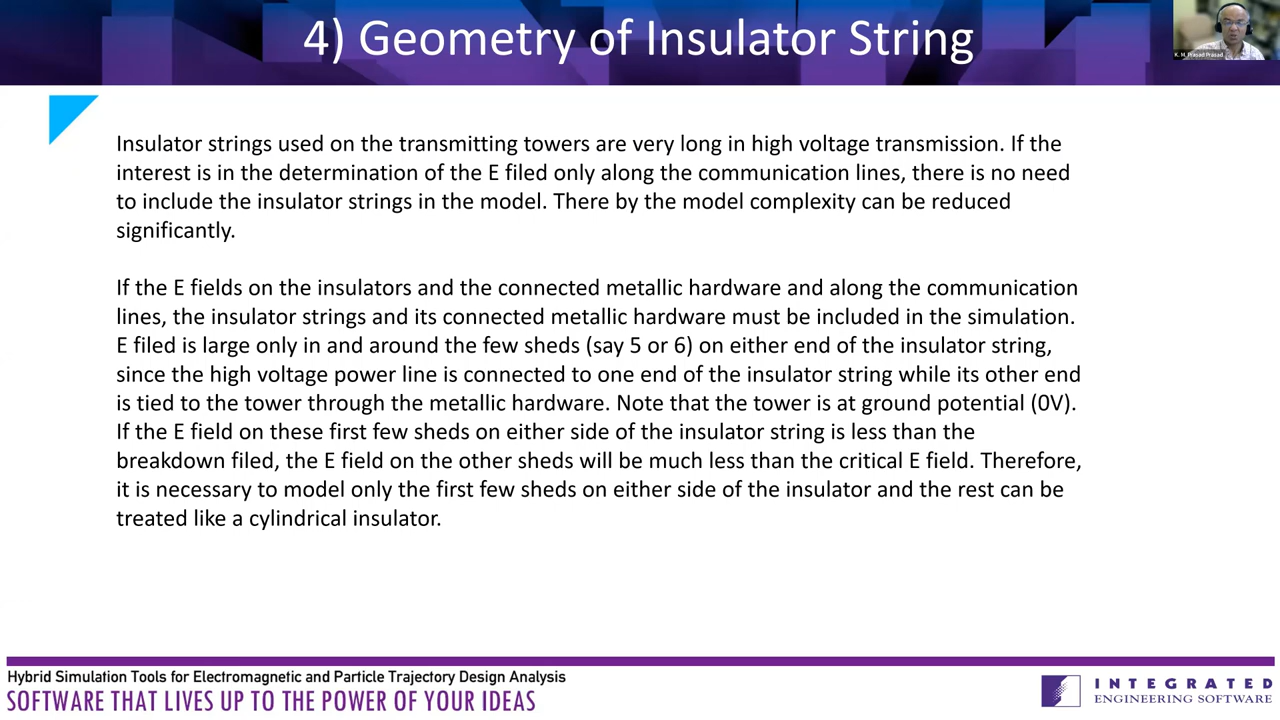 4) Geometry of Insulator String
K. M. Prasad Prasad
Insulator strings used on the transmitting towers are very long in high voltage transmission. If the
interest is in the determination of the E filed only along the communication lines, there is no need
to include the insulator strings in the model. There by the model complexity can be reduced
significantly.
If the E fields on the insulators and the connected metallic hardware and along the communication
lines, the insulator strings and its connected metallic hardware must be included in the simulation.
E filed is large only in and around the few sheds (say 5 or 6) on either end of the insulator string,
since the high voltage power line is connected to one end of the insulator string while its other end
is tied to the tower through the metallic hardware. Note that the tower is at ground potential (0V).
If the E field on these first few sheds on either side of the insulator string is less than the
breakdown filed, the E field on the other sheds will be much less than the critical E field. Therefore,
it is necessary to model only the first few sheds on either side of the insulator and the rest can be
treated like a cylindrical insulator.
Hybrid Simulation Tools for Electromagnetic and Particle Trajectory Design Analysis
SOFTWARE THAT LIVES UP TO THE POWER OF YOUR IDEAS
INTEGRATED
ENGINEERING SOFTWARE